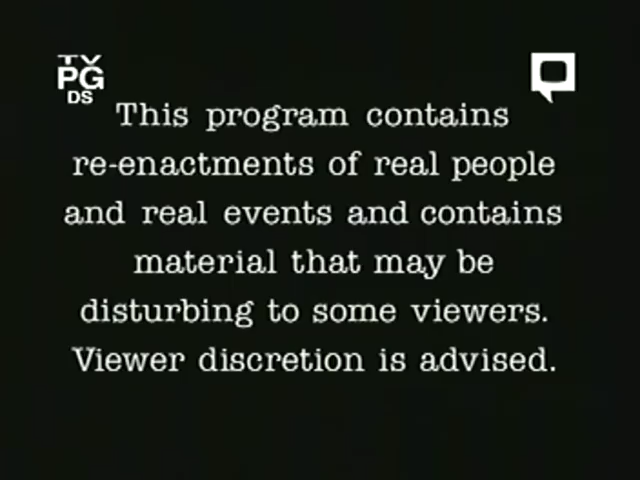 TV
PG
DS
This program contains
re-enactments of real people
and real events and contains
material that may be
disturbing to some viewers.
Viewer discretion is advised.